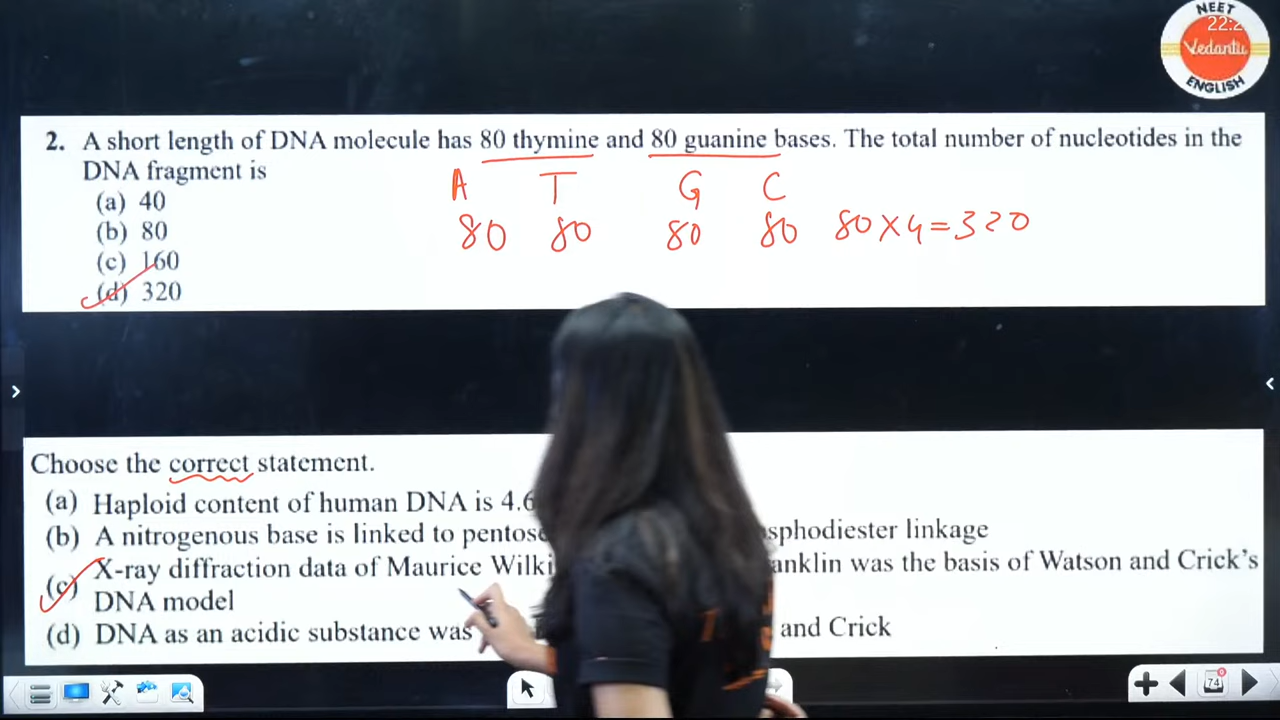 NEET
22:2
Vedantu
ENGLISH
2. A short length of DNA molecule has 80 thymine and 80 guanine bases. The total number of nucleotides in the
DNA fragment is
(a) 40
(b) 80
(c) 160
(d) 320
A T G C
80 80 80 80 80×4=320
Choose the correct statement.
(a) Haploid content of human DNA is 4.6
(b) A nitrogenous base is linked to pentose sphodiester linkage
(c) X-ray diffraction data of Maurice Wilki anklin was the basis of Watson and Crick's
DNA model
(d) DNA as an acidic substance was and Crick
74